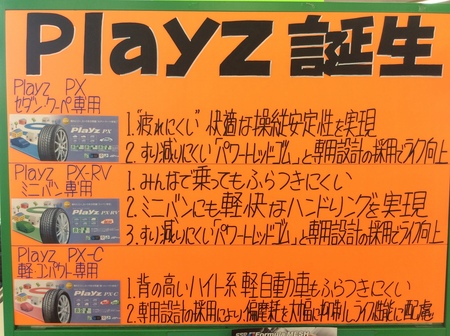 Playz 誕生
Playz PX
セダン・クーペ専用
Playz PX
1."疲れにくい" 快適な操縦安定性を実現
2.すり減りにくい「パワートレッドゴム」と専用設計の採用でライフ向上
Playz PX-RV
ミニバン専用
Playz PX-RV
1.みんなで乗ってもふらつきにくい
2.ミニバンにも軽快なハンドリングを実現
3.すり減りにくい「パワートレッドゴム」と専用設計の採用でライフ向上
Playz PX-C
軽・コンパクト専用
Playz PX-C
1.背の高いハイト系軽自動車もふらつきにくい
2.専用設計の採用により偏摩耗を大幅に抑制しライフ性能に配慮